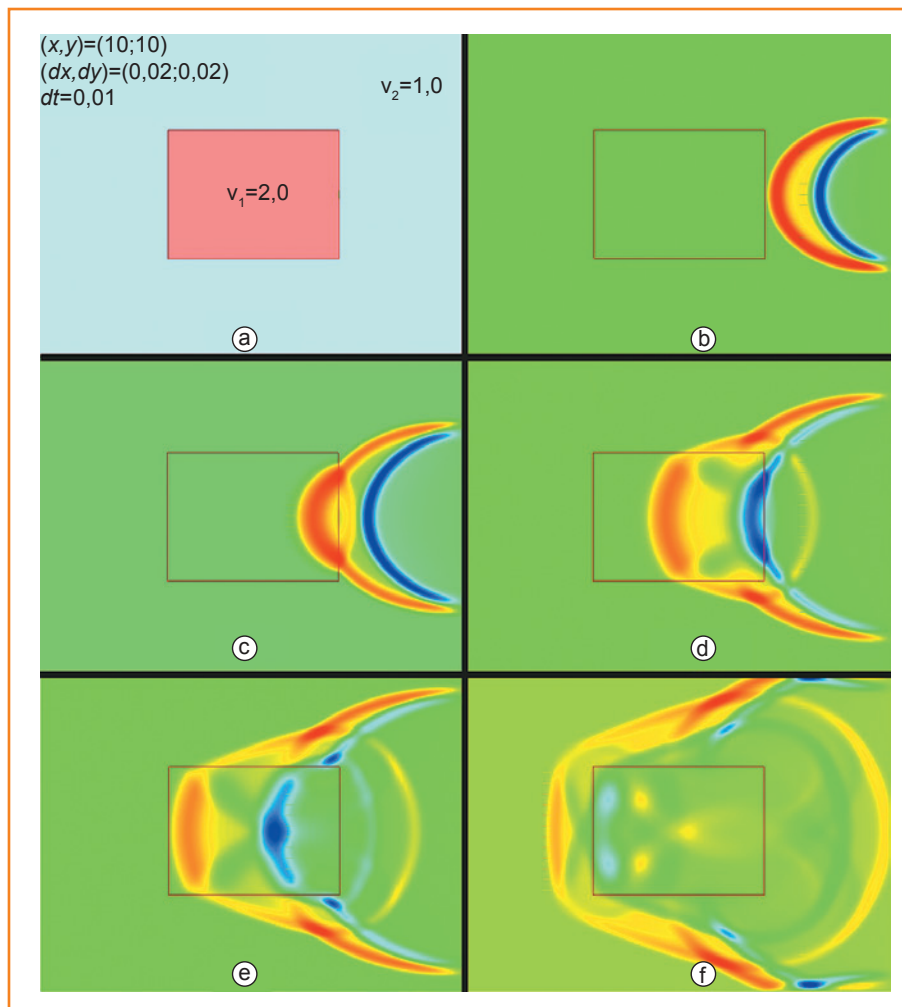 (x,y)=(10;10)
(dx,dy)=(0,02;0,02)
dt=0,01
v₂=1,0
v₁=2,0
a
b
c
d
e
f